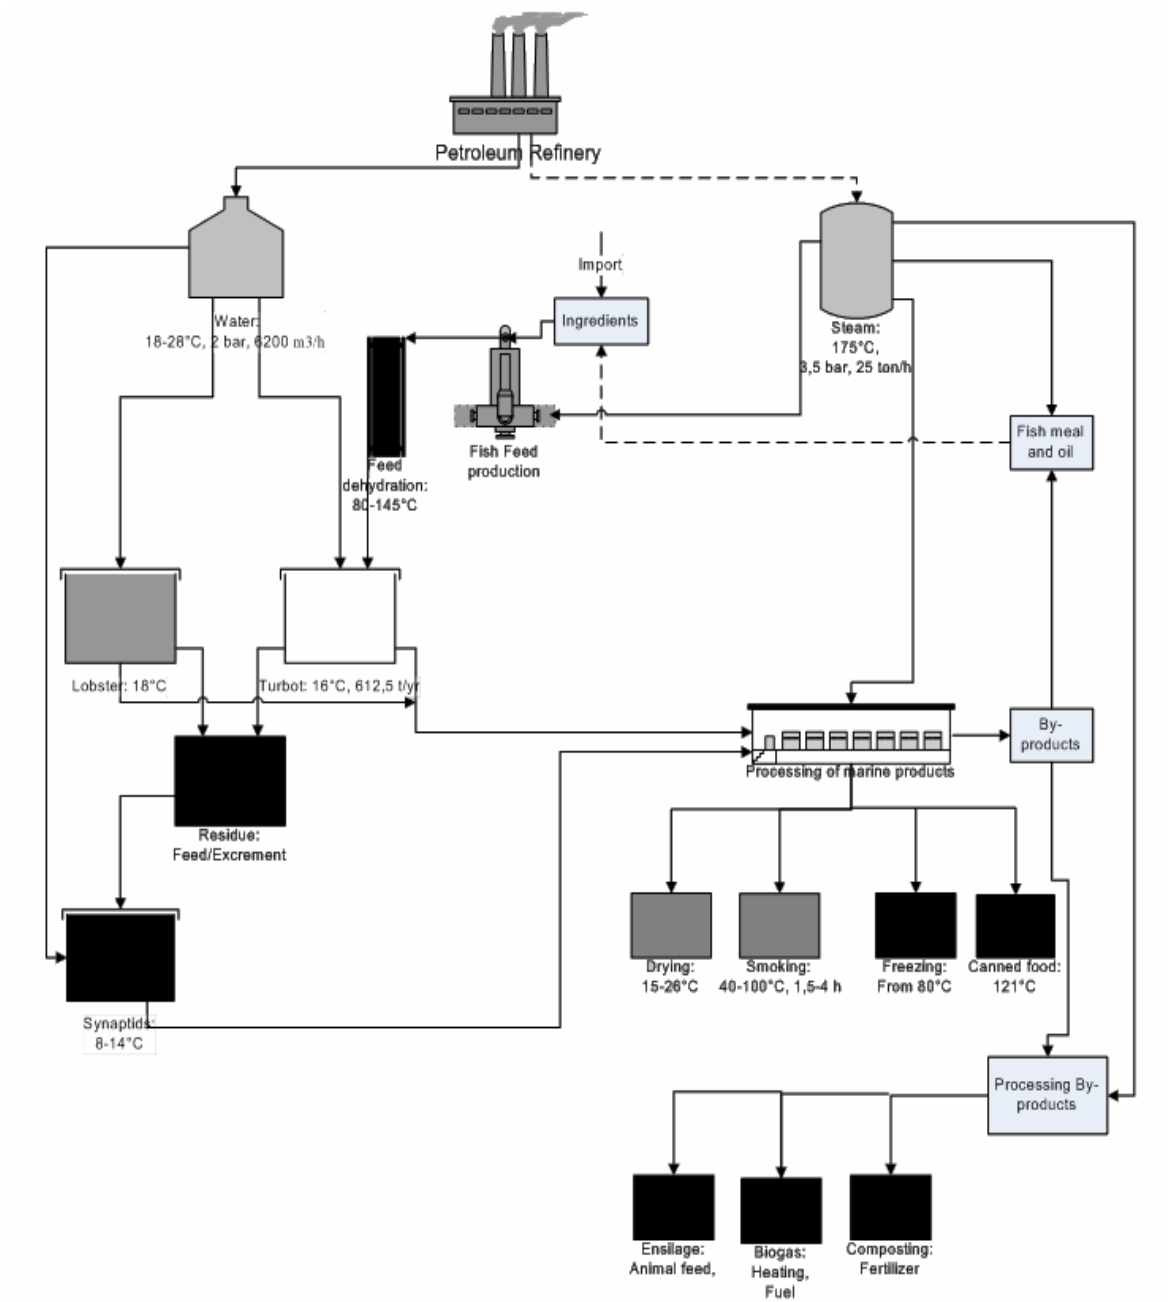 Petroleum Refinery
Import
Ingredients
Water:
18-28°C, 2 bar, 6200 m3/h
Steam:
175°C,
3,5 bar, 25 ton/h
Fish meal
and oil
Fish Feed
production
Feed
dehydration:
80-145°C
Lobster: 18°C
Turbot: 16°C, 612,5 t/yr
By-
products
Processing of marine products
Residue:
Feed/Excrement
Drying:
15-26°C
Smoking:
40-100°C, 1,5-4 h
Freezing:
From 80°C
Canned food:
121°C
Synaptids:
8-14°C
Processing By-
products
Ensilage:
Animal feed,
Biogas:
Heating,
Fuel
Composting:
Fertilizer